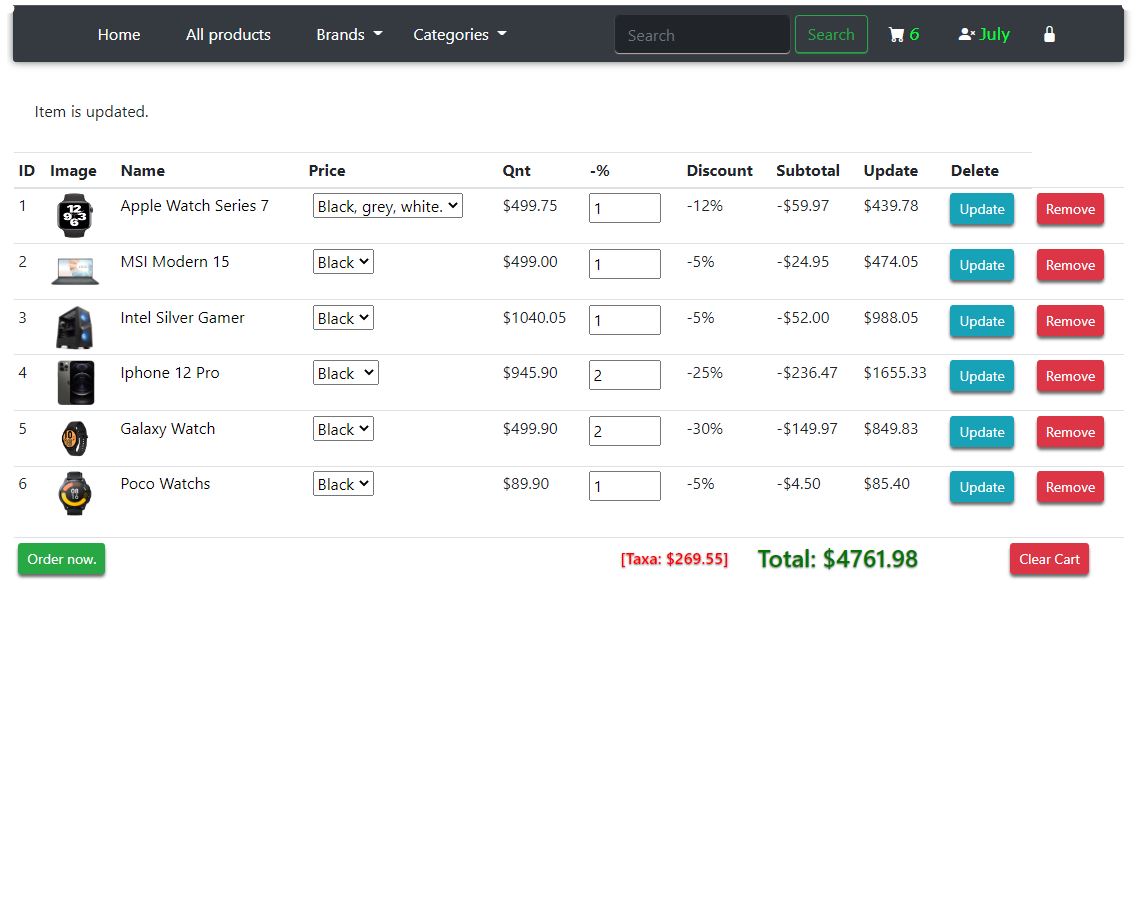 Home All products Brands Categories Search Search 6 July
Item is updated.
ID Image Name Price Qnt -% Discount Subtotal Update Delete
1 12 9 3 6 Apple Watch Series 7 Black, grey, white. $499.75 1 -12% -$59.97 $439.78 Update Remove
2 MSI Modern 15 Black $499.00 1 -5% -$24.95 $474.05 Update Remove
3 Intel Silver Gamer Black $1040.05 1 -5% -$52.00 $988.05 Update Remove
4 Iphone 12 Pro Black $945.90 2 -25% -$236.47 $1655.33 Update Remove
5 Galaxy Watch Black $499.90 2 -30% -$149.97 $849.83 Update Remove
6 08 16 Poco Watchs Black $89.90 1 -5% -$4.50 $85.40 Update Remove
Order now. [Taxa: $269.55] Total: $4761.98 Clear Cart